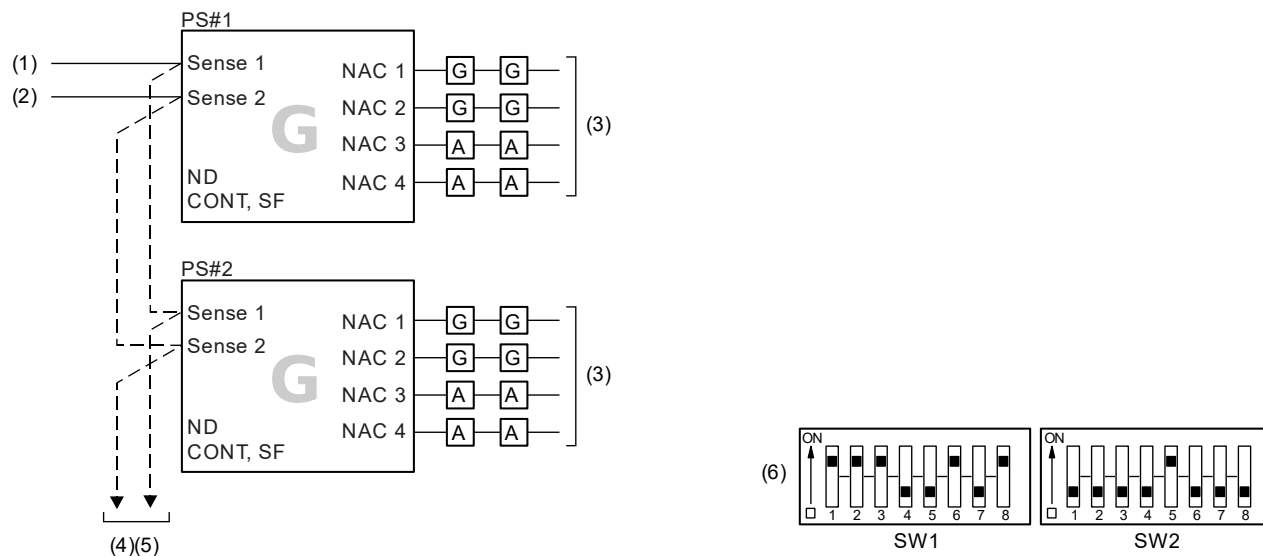 PS#1
(1)
Sense 1
NAC 1
G G
(2)
Sense 2
NAC 2
G G
G
(3)
NAC 3
A A
ND
NAC 4
A A
CONT, SF
PS#2
Sense 1
NAC 1
G G
Sense 2
NAC 2
G G
G
(3)
NAC 3
A A
ND
NAC 4
A A
CONT, SF
(4)(5)
(6)
ON
1 2 3 4 5 6 7 8
SW1
ON
1 2 3 4 5 6 7 8
SW2